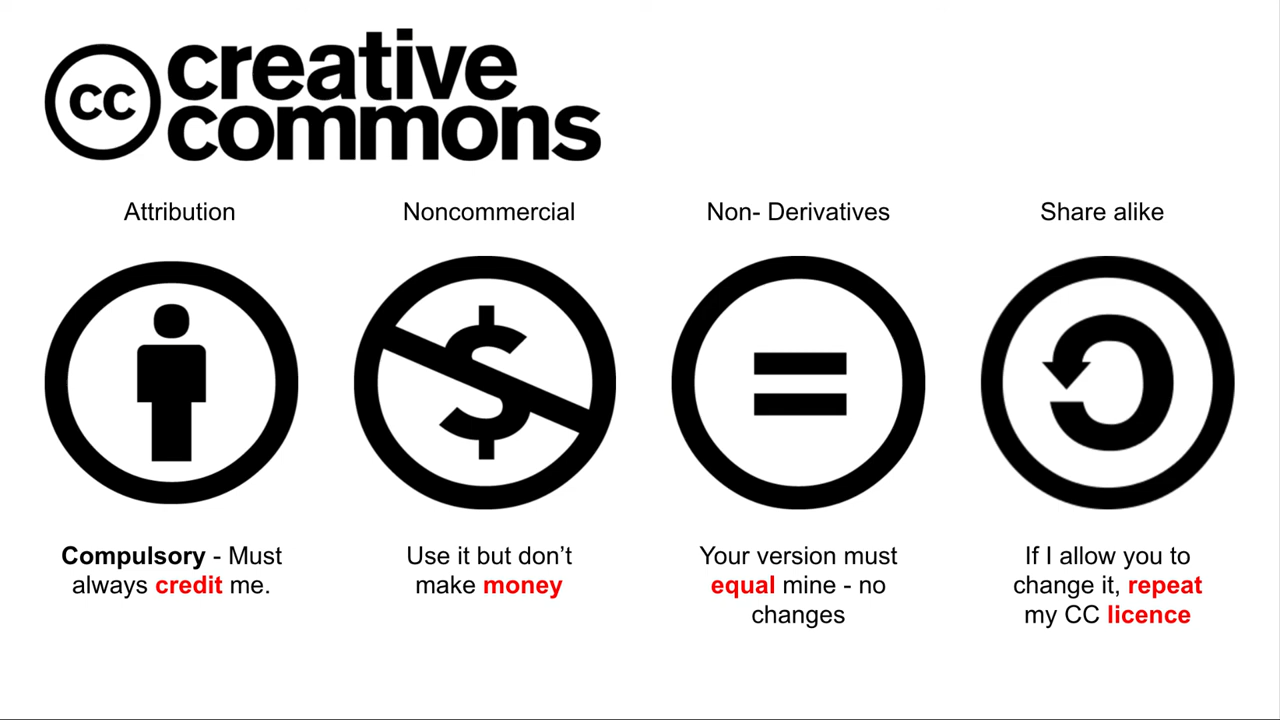 cc creative
commons
Attribution
Noncommercial
Non- Derivatives
Share alike
$
=
Compulsory - Must
always credit me.
Use it but don’t
make money
Your version must
equal mine - no
changes
If I allow you to
change it, repeat
my CC licence